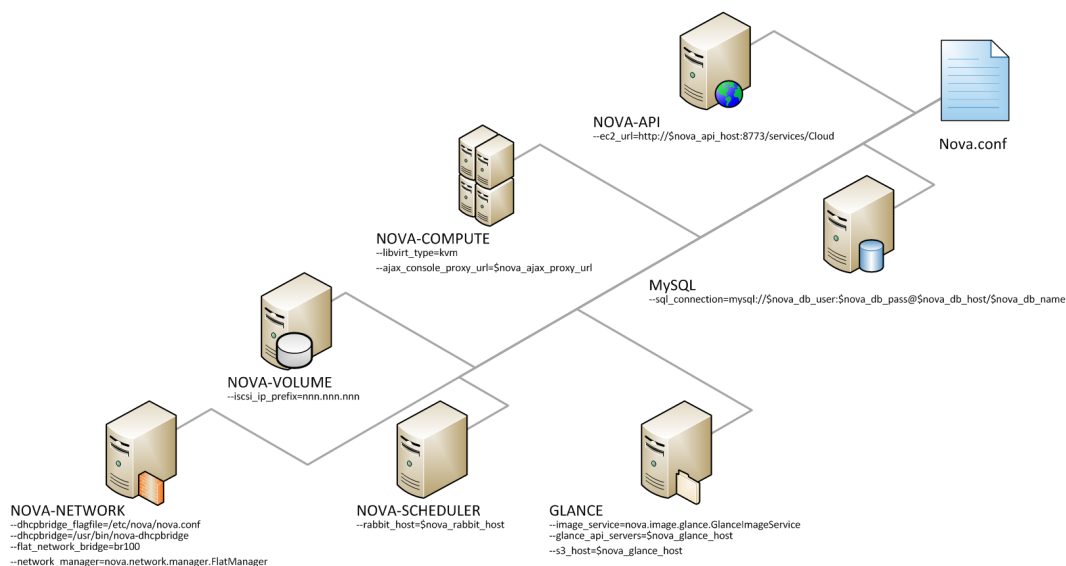 NOVA-API
--ec2_url=http://$nova_api_host:8773/services/Cloud
Nova.conf
NOVA-COMPUTE
--libvirt_type=kvm
--ajax_console_proxy_url=$nova_ajax_proxy_url
MySQL
--sql_connection=mysql://$nova_db_user:$nova_db_pass@$nova_db_host/$nova_db_name
NOVA-VOLUME
--iscsi_ip_prefix=nnn.nnn.nnn
NOVA-NETWORK
--dhcpbridge_flagfile=/etc/nova/nova.conf
--dhcpbridge=/usr/bin/nova-dhcpbridge
--flat_network_bridge=br100
--network_manager=nova.network.manager.FlatManager
NOVA-SCHEDULER
--rabbit_host=$nova_rabbit_host
GLANCE
--image_service=nova.image.glance.GlanceImageService
--glance_api_servers=$nova_glance_host
--s3_host=$nova_glance_host